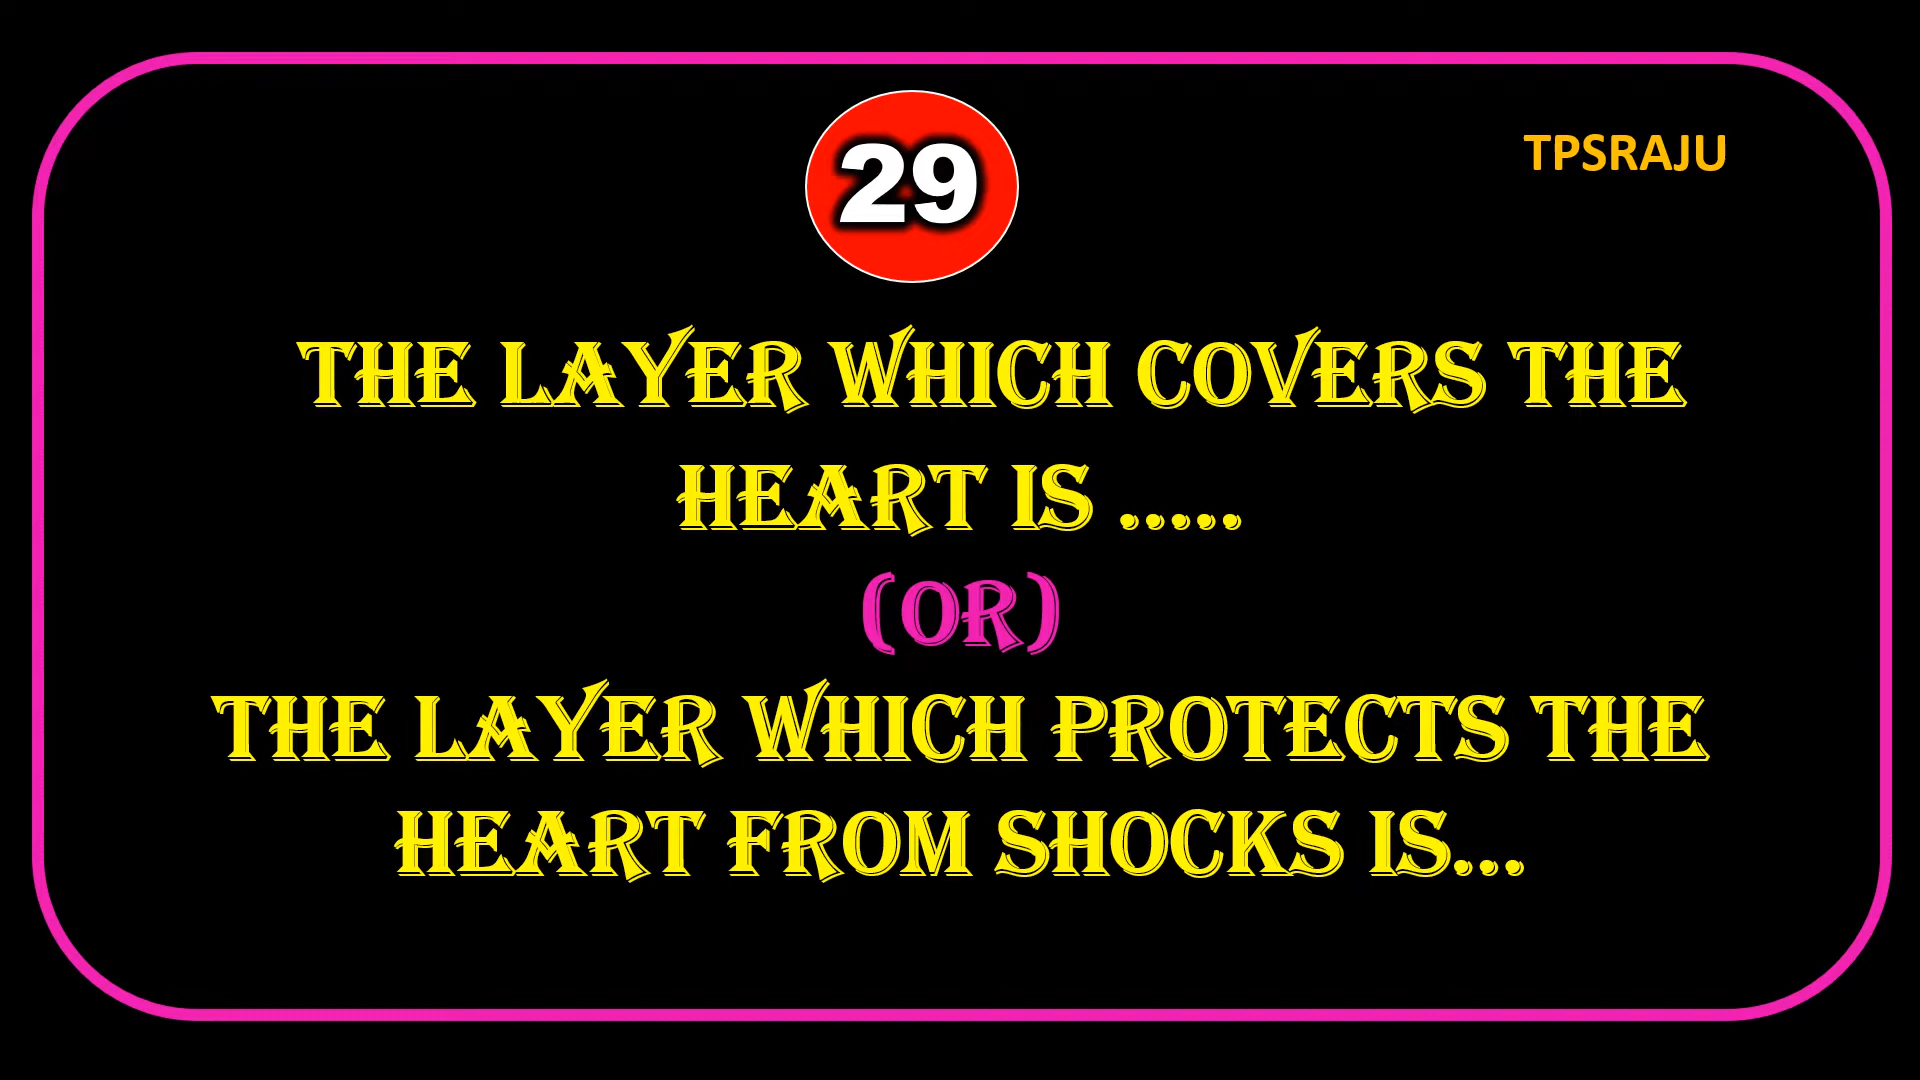 29
TPSRAJU
THE LAYER WHICH COVERS THE
HEART IS .....
(OR)
THE LAYER WHICH PROTECTS THE
HEART FROM SHOCKS IS...